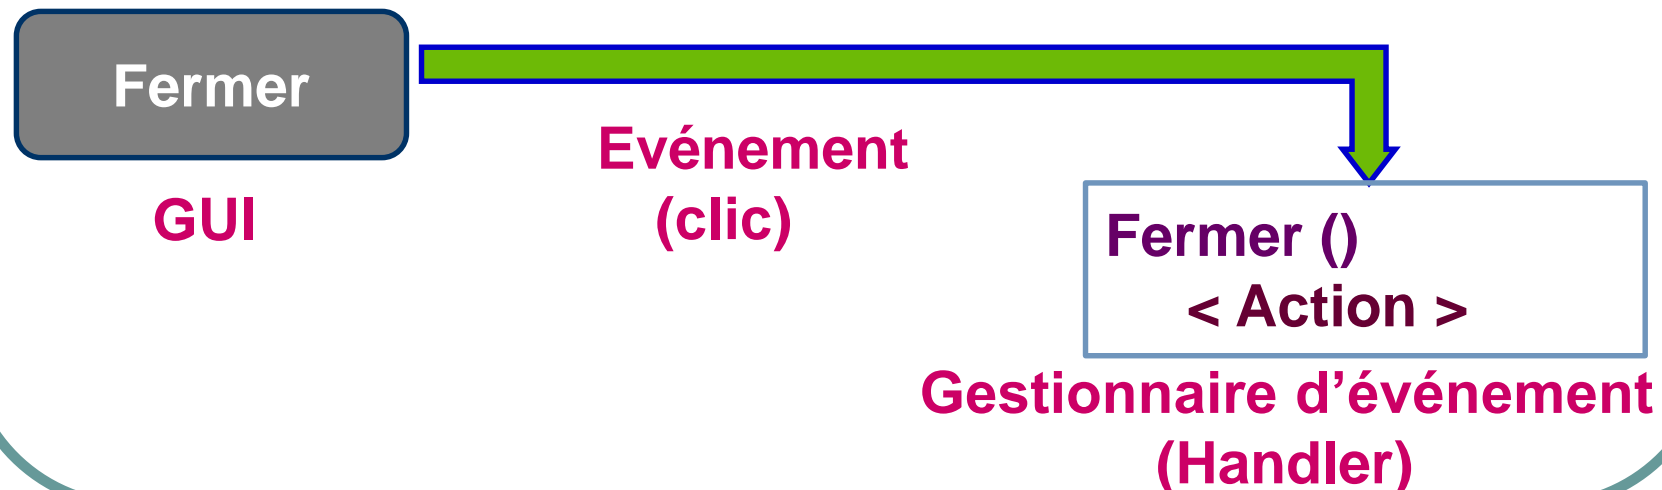 Fermer
GUI
Evénement
(clic)
Fermer ()
< Action >
Gestionnaire d’événement
(Handler)